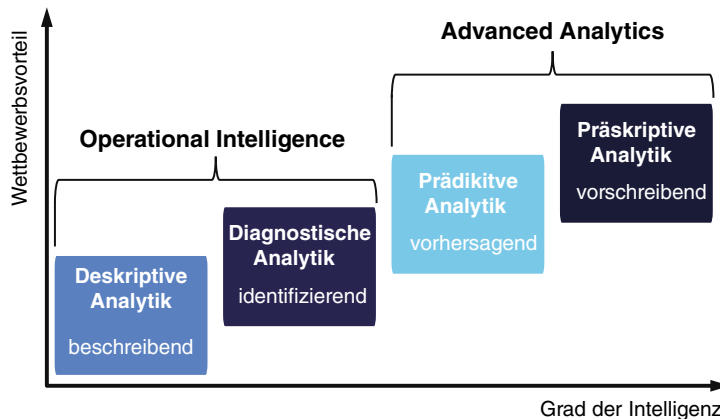 Advanced Analytics
Wettbewerbsvorteil
Operational Intelligence
Deskriptive
Analytik
beschreibend
Diagnostische
Analytik
identifizierend
Prädikitve
Analytik
vorhersagend
Präskriptive
Analytik
vorschreibend
Grad der Intelligenz